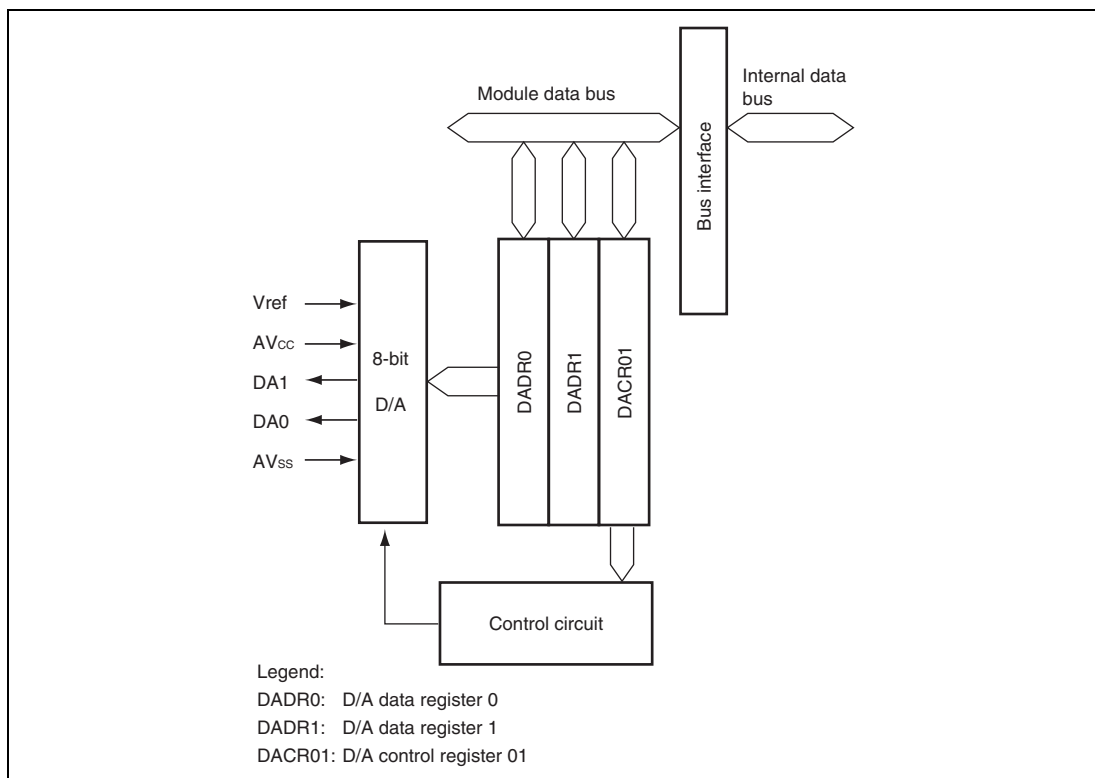 Module data bus
Internal data
bus
Bus interface
Vref
AVCC
DA1
DA0
AVSS
8-bit
D/A
DADR0
DADR1
DACR01
Control circuit
Legend:
DADR0: D/A data register 0
DADR1: D/A data register 1
DACR01: D/A control register 01